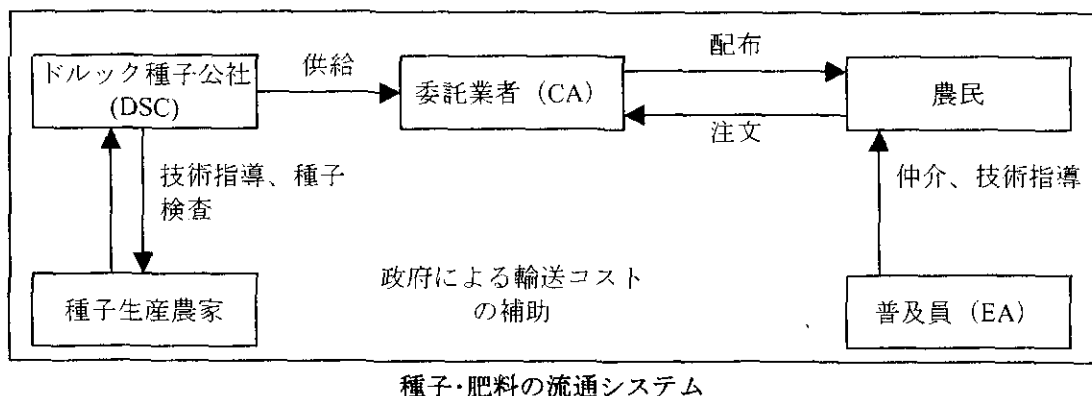 配布
ドルック種子公社
(DSC)
供給
委託業者（CA）
農民
注文
技術指導、種子
検査
仲介、技術指導
種子生産農家
政府による輸送コスト
の補助
普及員（EA）
種子・肥料の流通システム